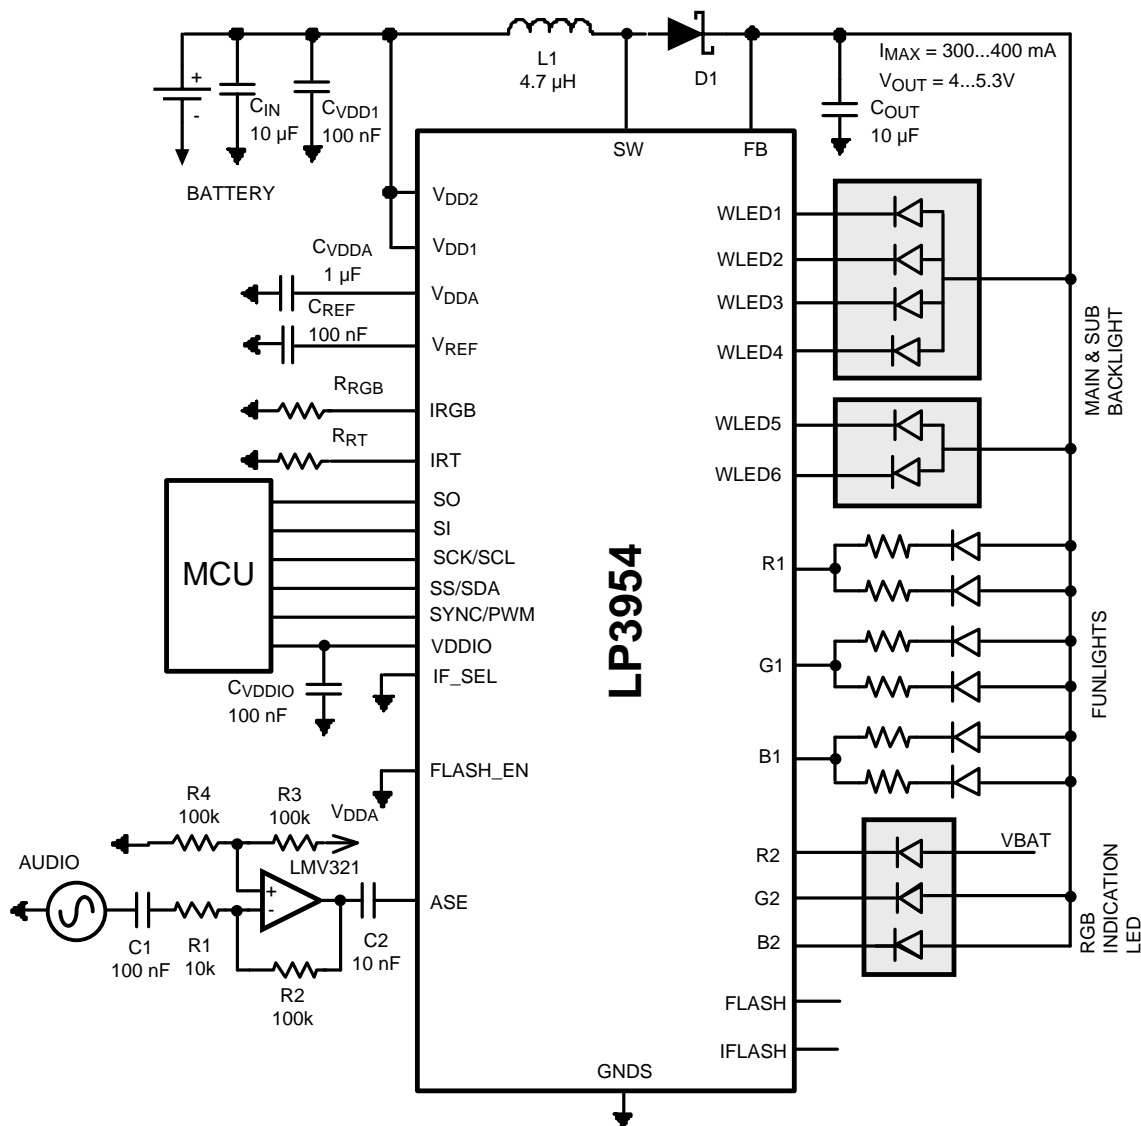 L1
4.7 µH
D1
I_MAX = 300...400 mA
V_OUT = 4...5.3V
+
-
C_IN
10 µF
C_VDD1
100 nF
C_OUT
10 µF
BATTERY
SW
FB
V_DD2
V_DD1
C_VDDA
1 µF
V_DDA
C_REF
100 nF
V_REF
R_RGB
IRGB
R_RT
IRT
MCU
SO
SI
SCK/SCL
SS/SDA
SYNC/PWM
VDDIO
IF_SEL
C_VDDIO
100 nF
FLASH_EN
R4
100k
R3
100k
V_DDA
LMV321
+
-
AUDIO
C1
100 nF
R1
10k
R2
100k
C2
10 nF
ASE
LP3954
GNDS
WLED1
WLED2
WLED3
WLED4
MAIN & SUB
BACKLIGHT
WLED5
WLED6
R1
G1
B1
FUNLIGHTS
R2
G2
B2
VBAT
RGB
INDICATION
LED
FLASH
IFLASH